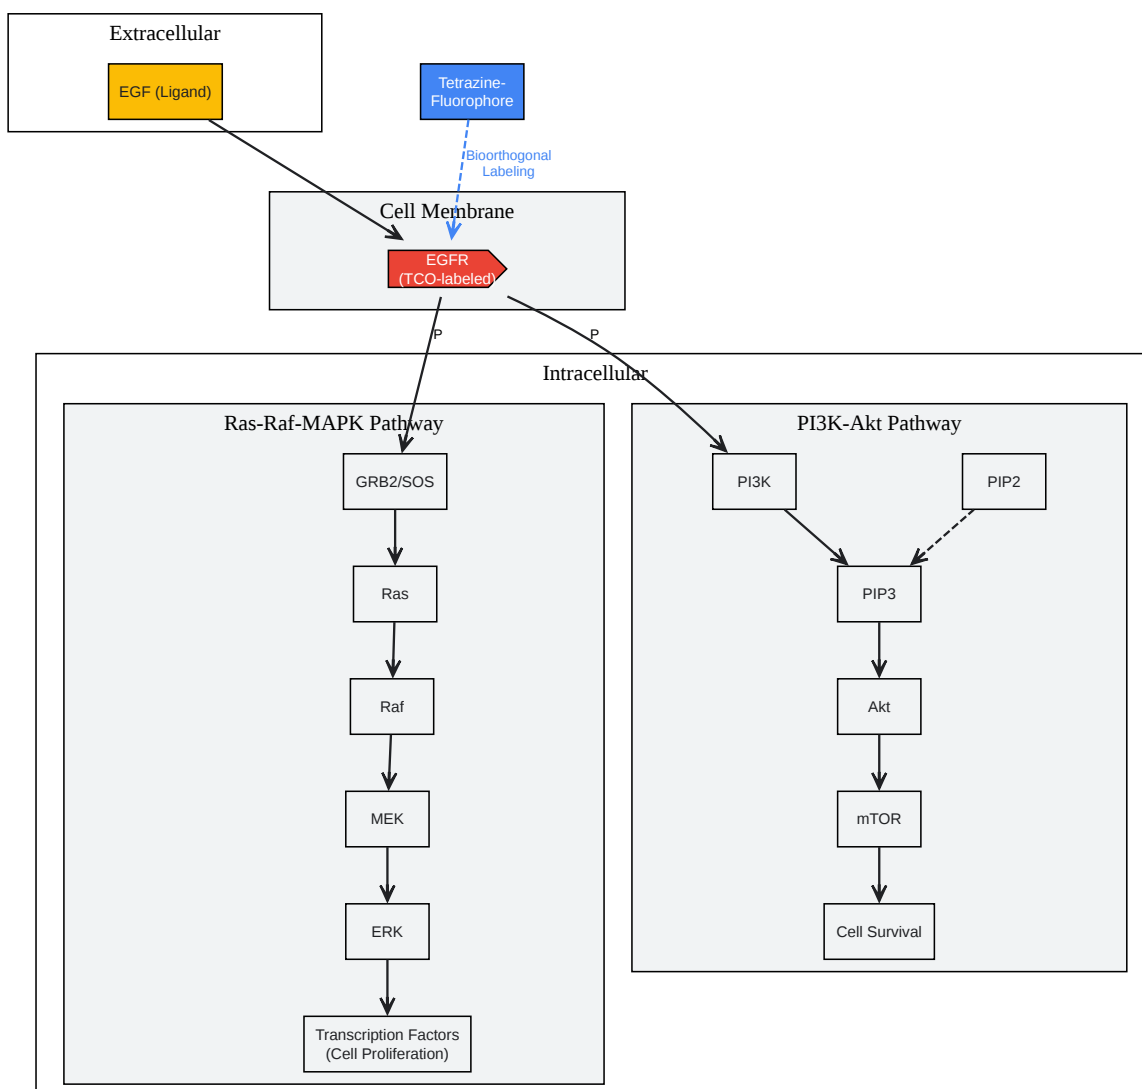 Extracellular
EGF (Ligand)
Tetrazine-
Fluorophore
Bioorthogonal
Labeling
Cell Membrane
EGFR
(TCO-labeled)
P
P
Intracellular
Ras-Raf-MAPK Pathway
GRB2/SOS
Ras
Raf
MEK
ERK
Transcription Factors
(Cell Proliferation)
PI3K-Akt Pathway
PI3K
PIP2
PIP3
Akt
mTOR
Cell Survival